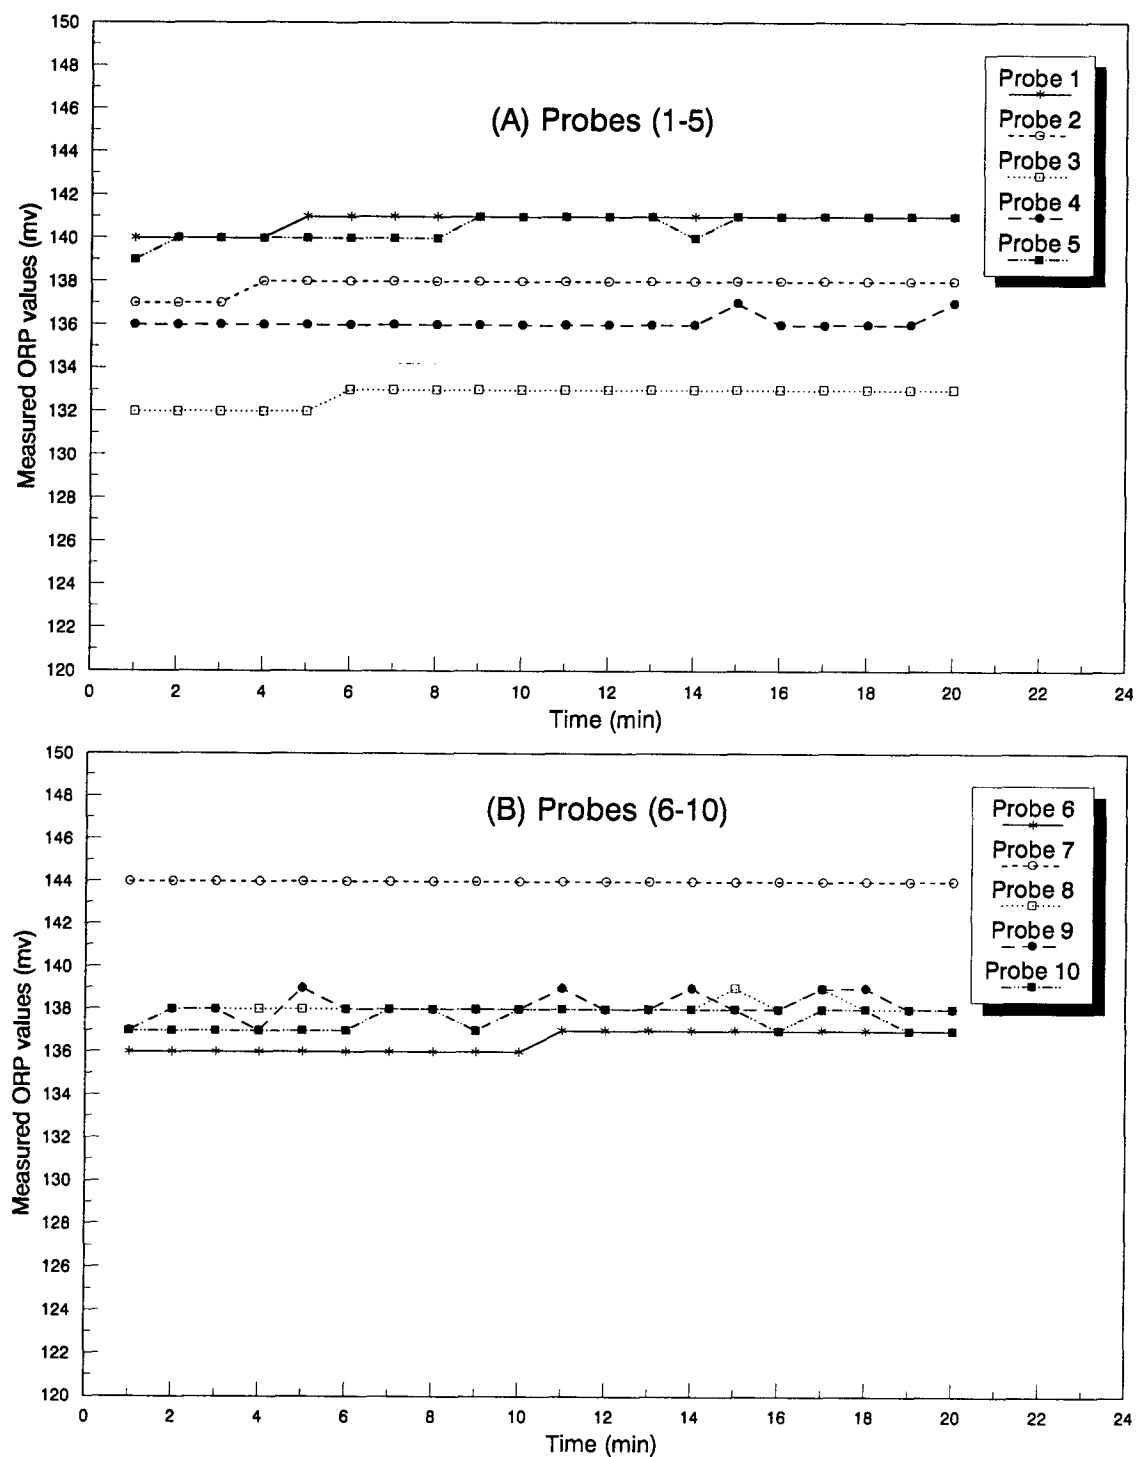 150
148
146
144
142
140
138
136
134
132
130
128
126
124
122
120
Measured ORP values (mv)
(A) Probes (1-5)
Probe 1
Probe 2
Probe 3
Probe 4
Probe 5
0 2 4 6 8 10 12 14 16 18 20 22 24
Time (min)
150
148
146
144
142
140
138
136
134
132
130
128
126
124
122
120
Measured ORP values (mv)
(B) Probes (6-10)
Probe 6
Probe 7
Probe 8
Probe 9
Probe 10
0 2 4 6 8 10 12 14 16 18 20 22 24
Time (min)